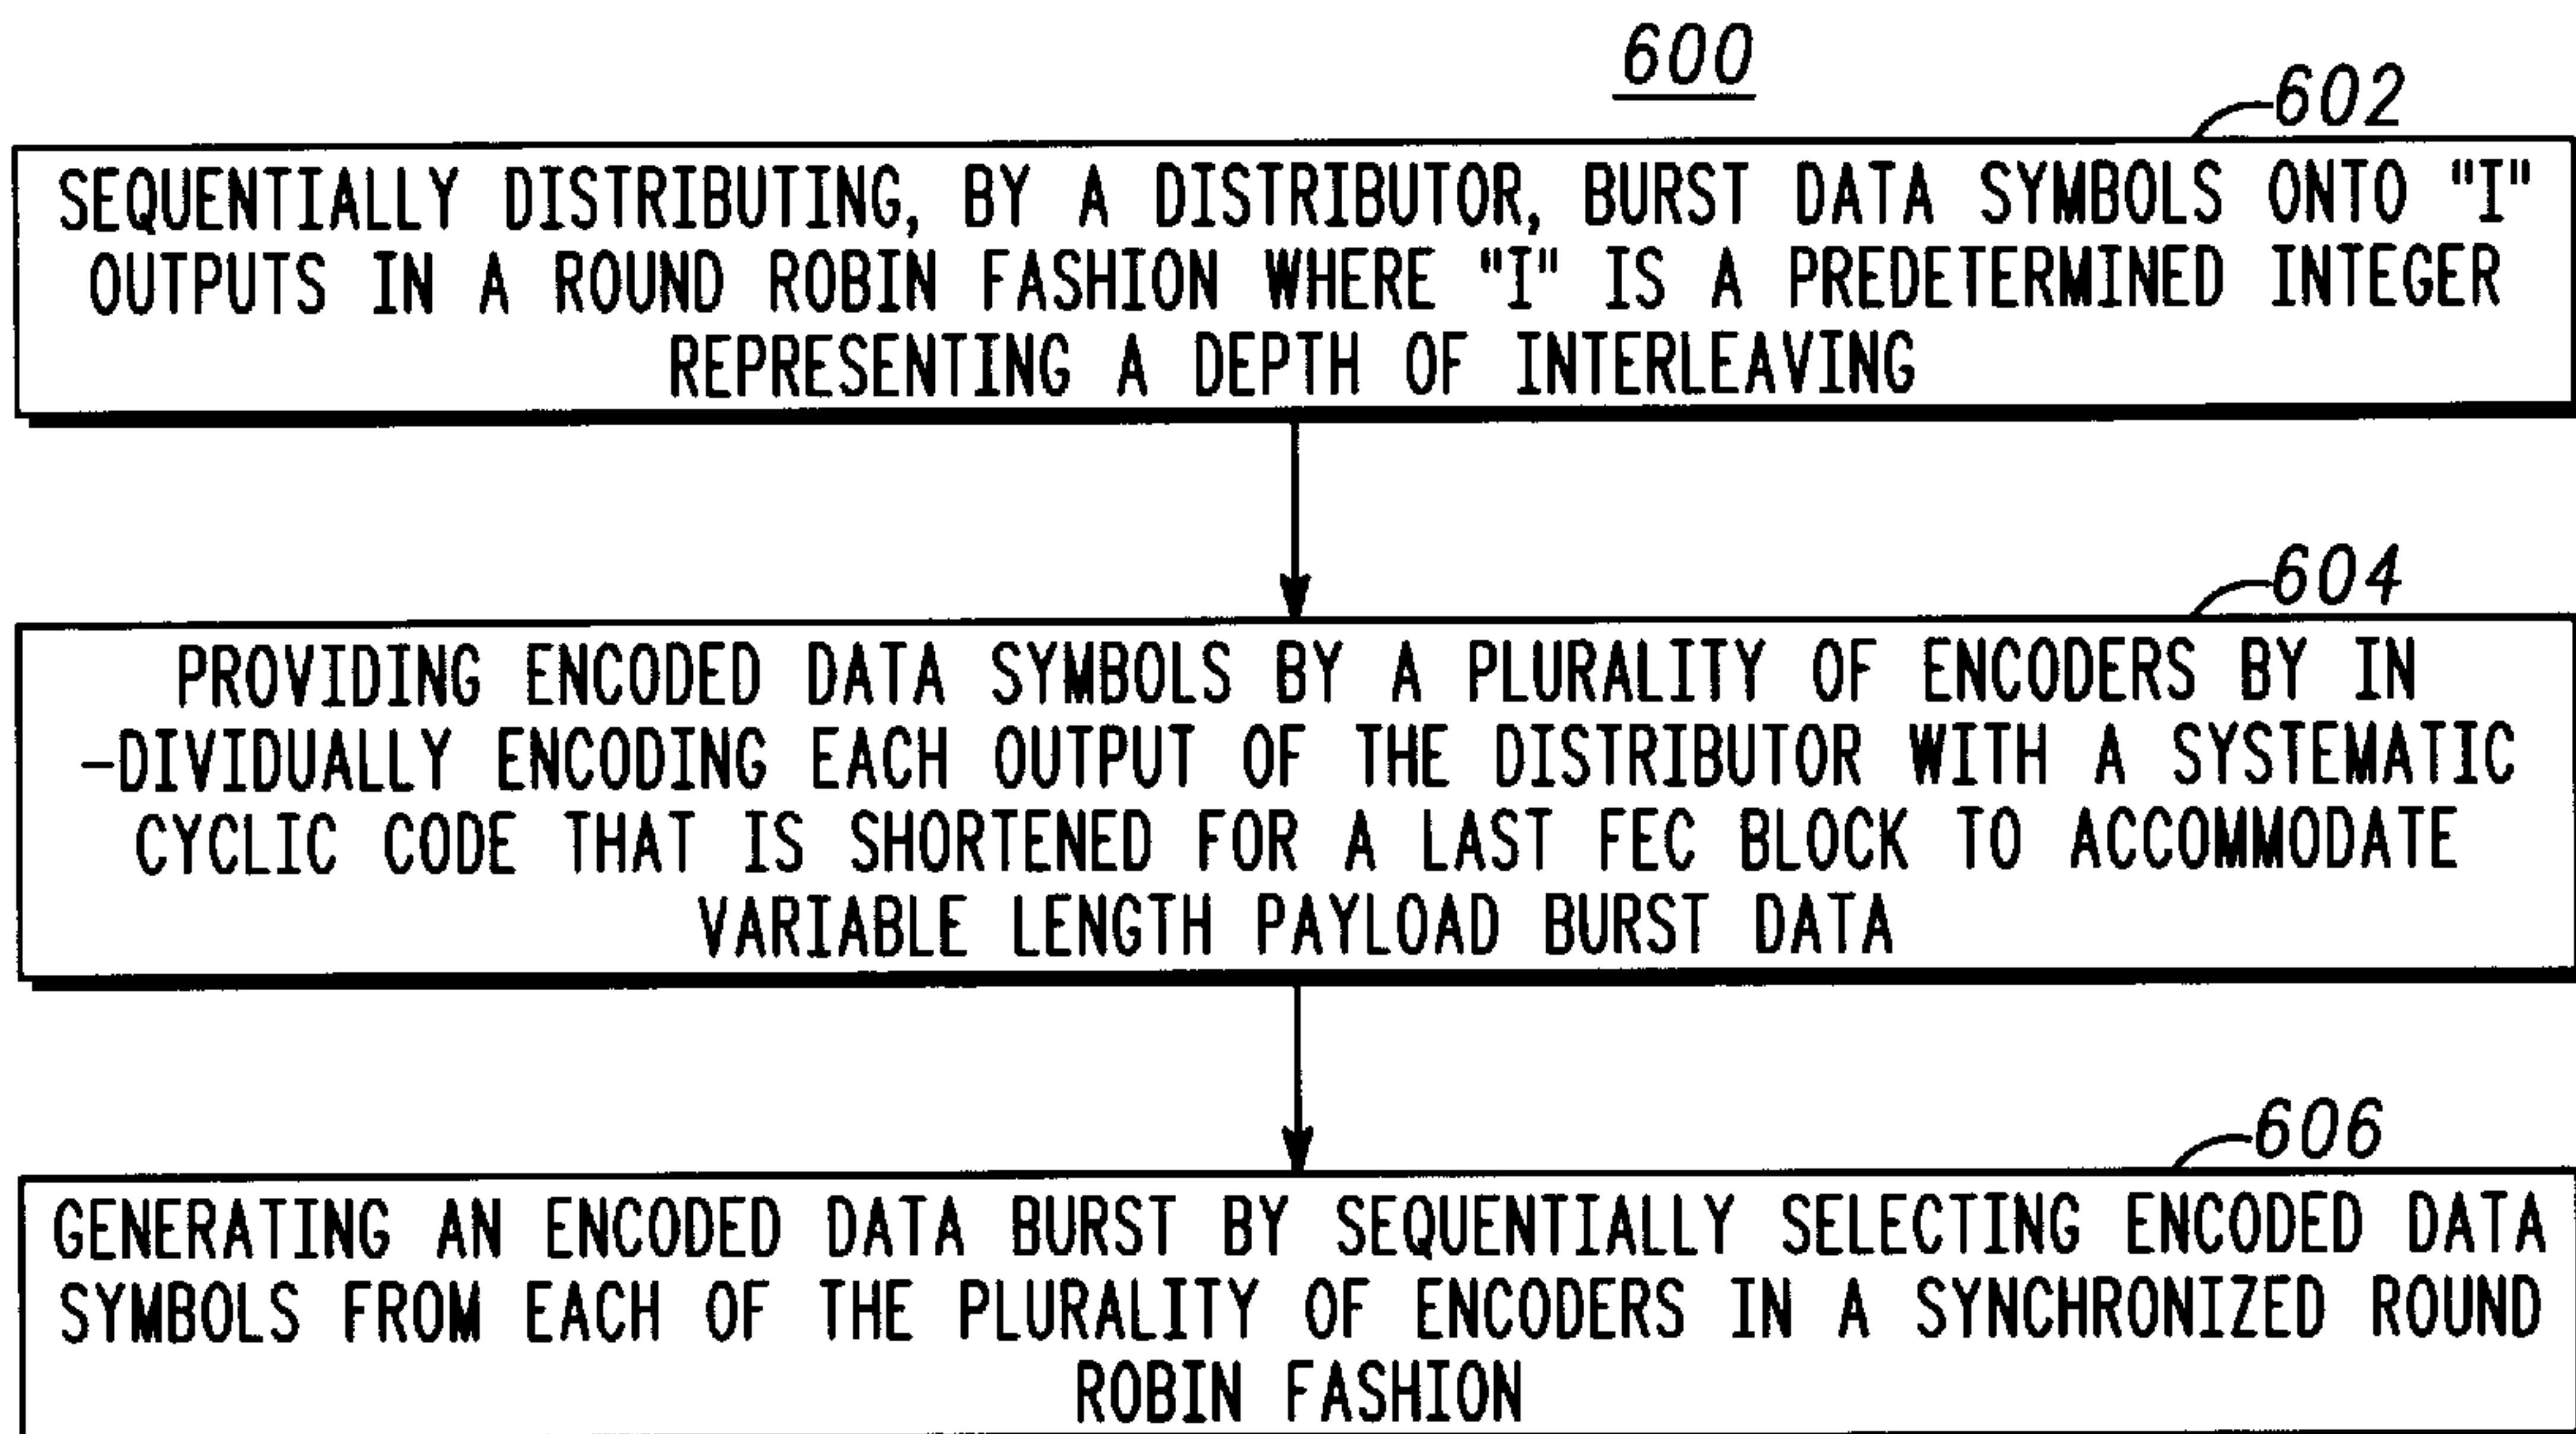 600
602
SEQUENTIALLY DISTRIBUTING, BY A DISTRIBUTOR, BURST DATA SYMBOLS ONTO "I"
OUTPUTS IN A ROUND ROBIN FASHION WHERE "I" IS A PREDETERMINED INTEGER
REPRESENTING A DEPTH OF INTERLEAVING
604
PROVIDING ENCODED DATA SYMBOLS BY A PLURALITY OF ENCODERS BY IN
-DIVIDUALLY ENCODING EACH OUTPUT OF THE DISTRIBUTOR WITH A SYSTEMATIC
CYCLIC CODE THAT IS SHORTENED FOR A LAST FEC BLOCK TO ACCOMMODATE
VARIABLE LENGTH PAYLOAD BURST DATA
606
GENERATING AN ENCODED DATA BURST BY SEQUENTIALLY SELECTING ENCODED DATA
SYMBOLS FROM EACH OF THE PLURALITY OF ENCODERS IN A SYNCHRONIZED ROUND
ROBIN FASHION